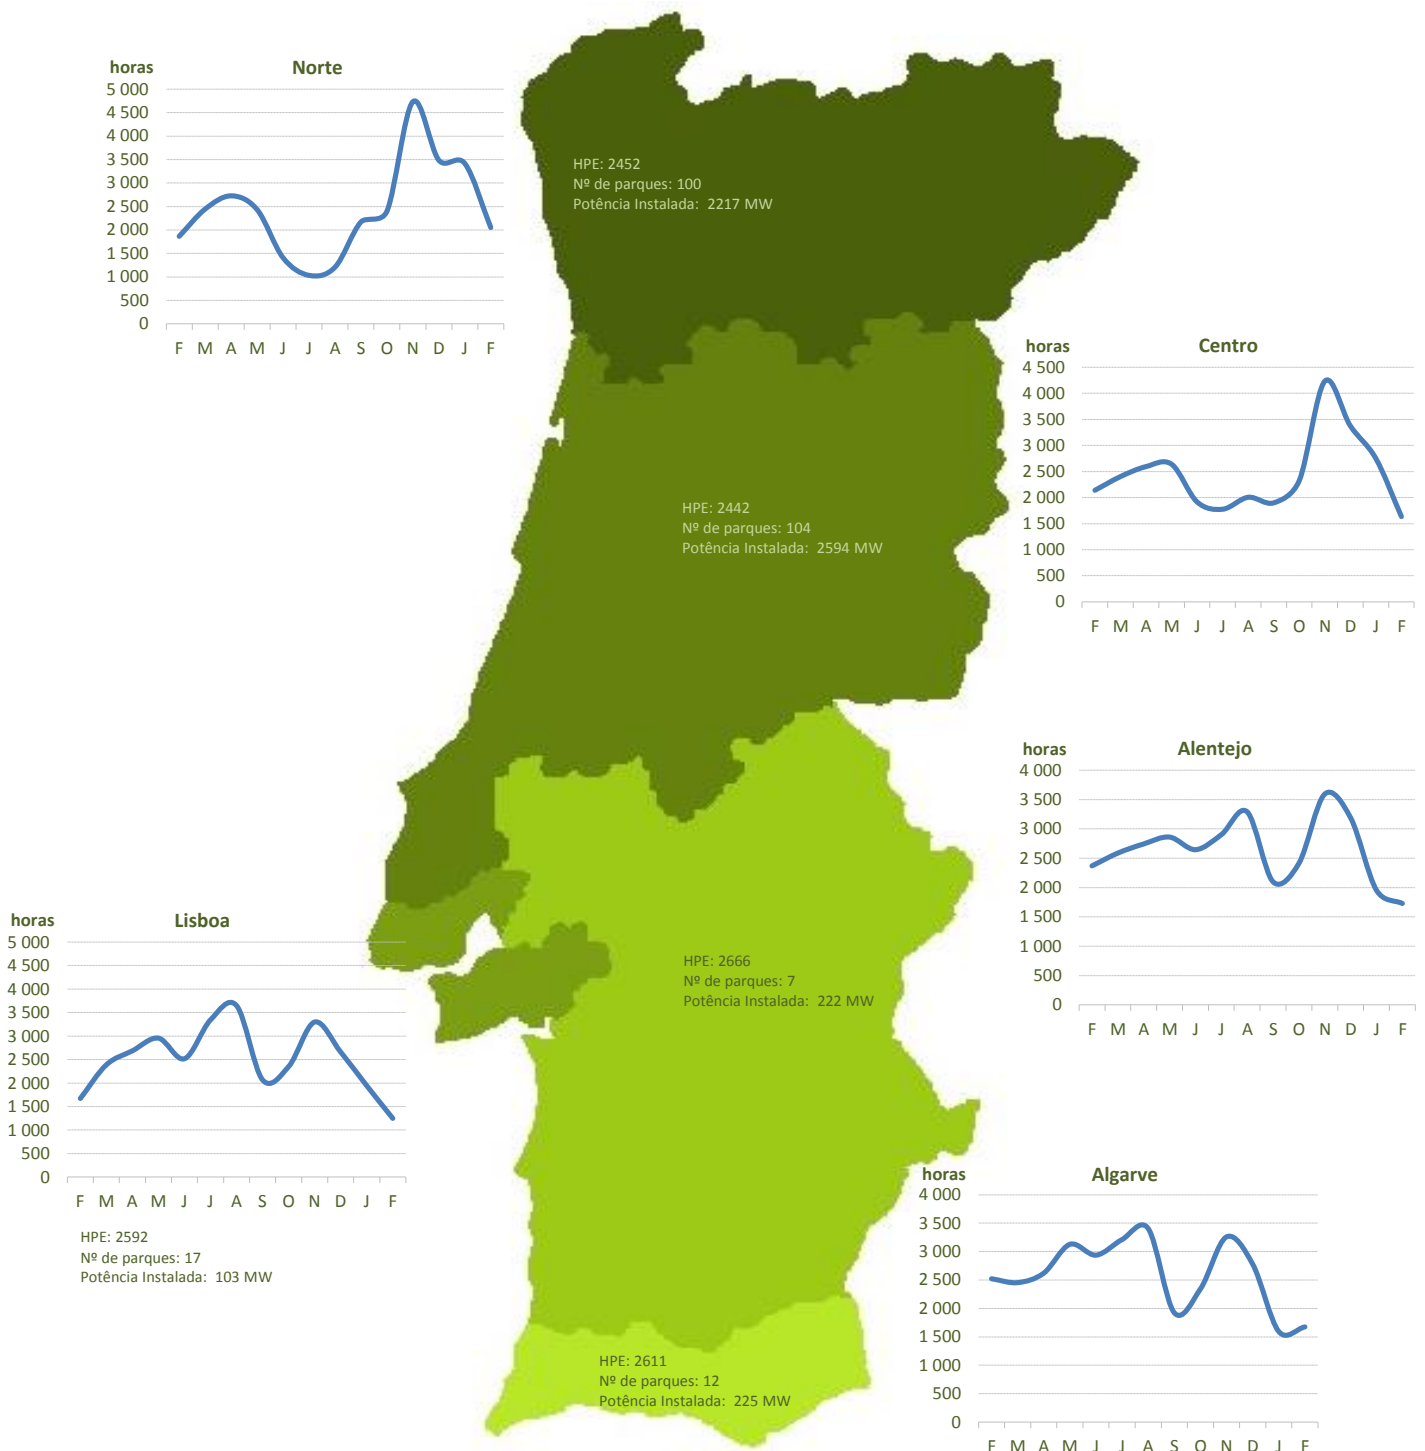 horas
Norte
5 000
4 500
4 000
3 500
3 000
2 500
2 000
1 500
1 000
500
0
F M A M J J A S O N D J F
HPE: 2452
Nº de parques: 100
Potência Instalada: 2217 MW
horas
Centro
4 500
4 000
3 500
3 000
2 500
2 000
1 500
1 000
500
0
F M A M J J A S O N D J F
HPE: 2442
Nº de parques: 104
Potência Instalada: 2594 MW
horas
Alentejo
4 000
3 500
3 000
2 500
2 000
1 500
1 000
500
0
F M A M J J A S O N D J F
HPE: 2666
Nº de parques: 7
Potência Instalada: 222 MW
horas
Lisboa
5 000
4 500
4 000
3 500
3 000
2 500
2 000
1 500
1 000
500
0
F M A M J J A S O N D J F
HPE: 2592
Nº de parques: 17
Potência Instalada: 103 MW
horas
Algarve
4 000
3 500
3 000
2 500
2 000
1 500
1 000
500
0
F M A M J J A S O N D J F
HPE: 2611
Nº de parques: 12
Potência Instalada: 225 MW